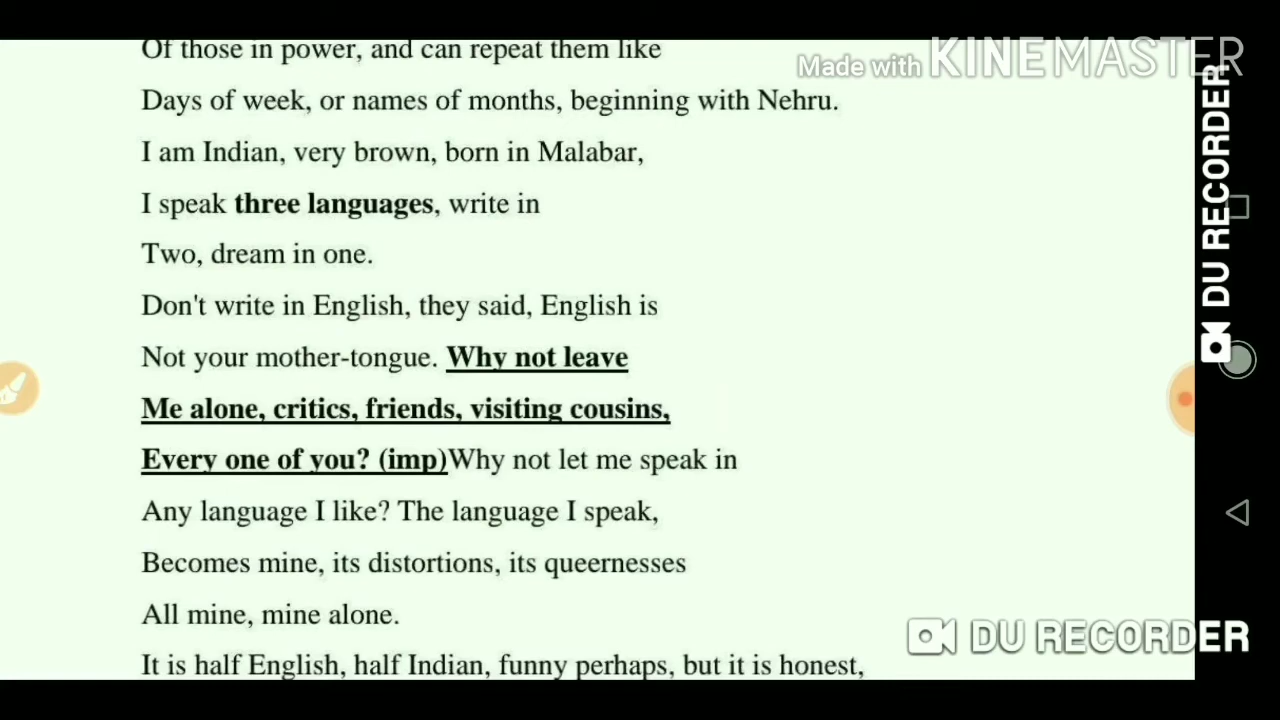 Of those in power, and can repeat them like
Made with KINEMASTER
Days of week, or names of months, beginning with Nehru.
I am Indian, very brown, born in Malabar,
I speak three languages, write in
Two, dream in one.
Don't write in English, they said, English is
Not your mother-tongue. Why not leave
Me alone, critics, friends, visiting cousins,
Every one of you? (imp)Why not let me speak in
Any language I like? The language I speak,
Becomes mine, its distortions, its queernesses
All mine, mine alone.
It is half English, half Indian, funny perhaps, but it is honest,
DU RECORDER
DU RECORDER